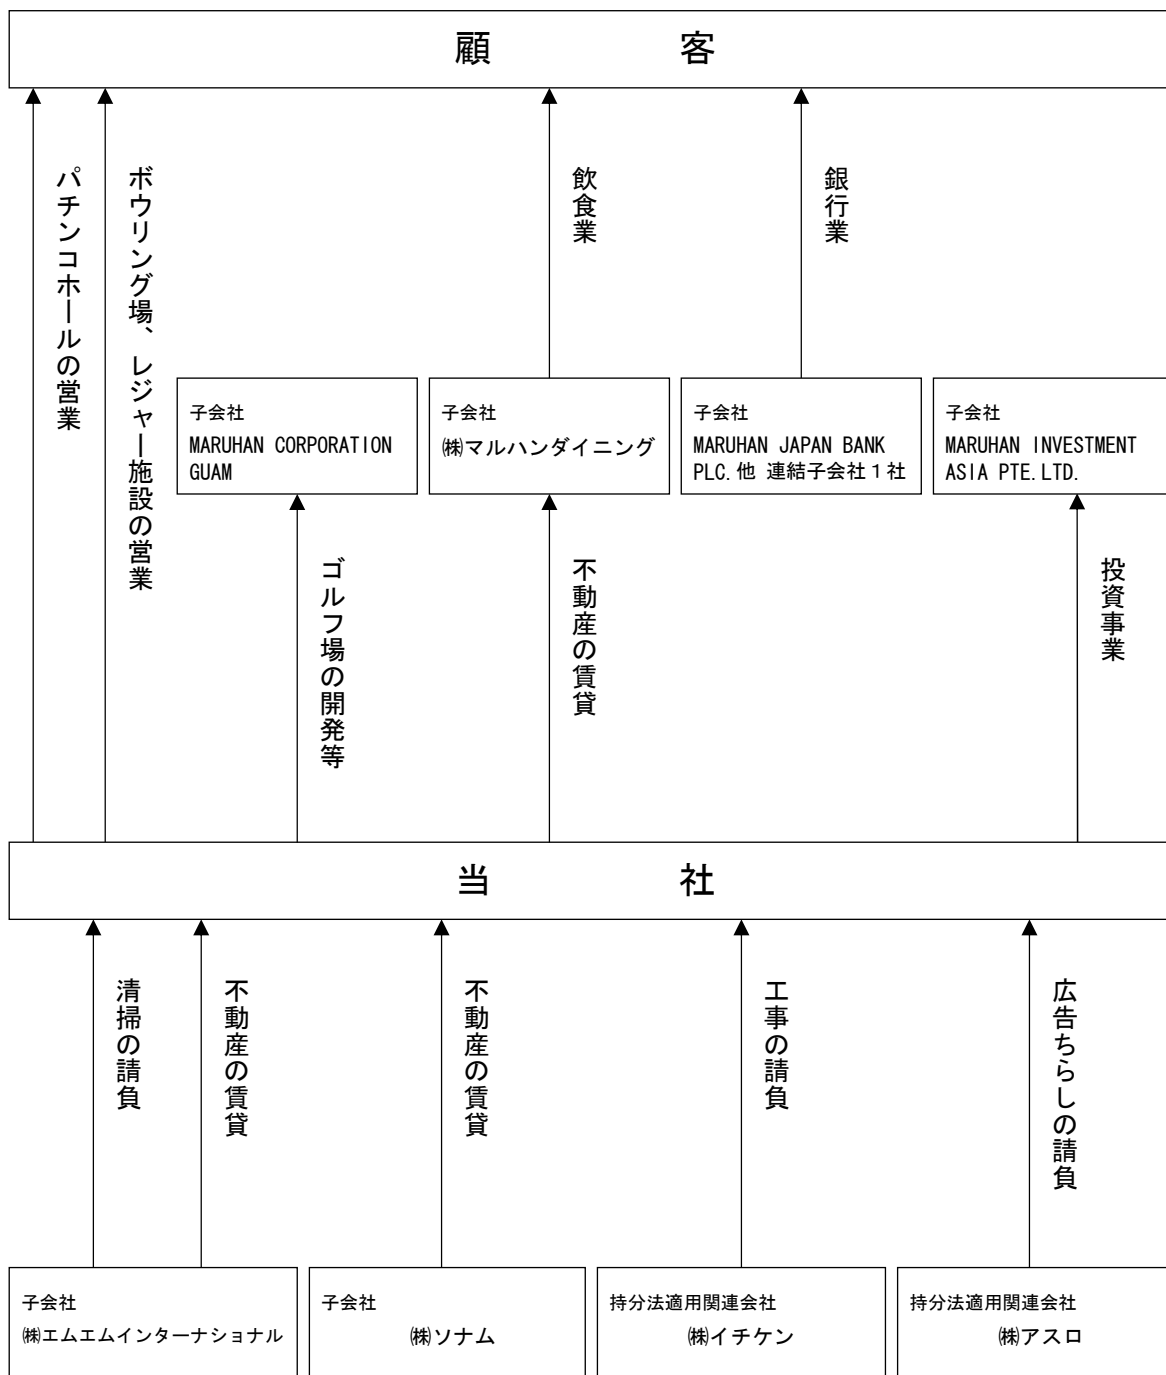 顧客
パチンコホールの営業
ボウリング場、レジャー施設の営業
飲食業
銀行業
子会社
MARUHAN CORPORATION
GUAM
子会社
㈱マルハンダイニング
子会社
MARUHAN JAPAN BANK
PLC.他 連結子会社1社
子会社
MARUHAN INVESTMENT
ASIA PTE.LTD.
ゴルフ場の開発等
不動産の賃貸
投資事業
当社
清掃の請負
不動産の賃貸
不動産の賃貸
工事の請負
広告ちらしの請負
子会社
㈱エムエムインターナショナル
子会社
㈱ソナム
持分法適用関連会社
㈱イチケン
持分法適用関連会社
㈱アスロ